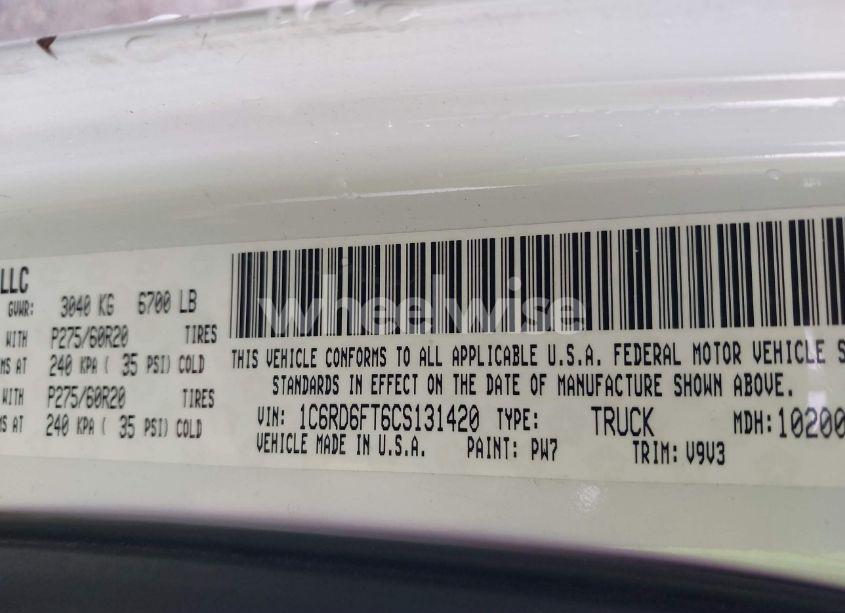 LLC
GVWR: 3040 KG 6700 LB
WITH P275/60R20 TIRES
MS AT 240 KPA ( 35 PSI) COLD
WITH P275/60R20 TIRES
MS AT 240 KPA ( 35 PSI) COLD
wheelwise
THIS VEHICLE CONFORMS TO ALL APPLICABLE U.S.A. FEDERAL MOTOR VEHICLE S
STANDARDS IN EFFECT ON THE DATE OF MANUFACTURE SHOWN ABOVE.
VIN: 1C6RD6FT6CS131420 TYPE: TRUCK MDH: 10200
VEHICLE MADE IN U.S.A. PAINT: PW7 TRIM: V9V3